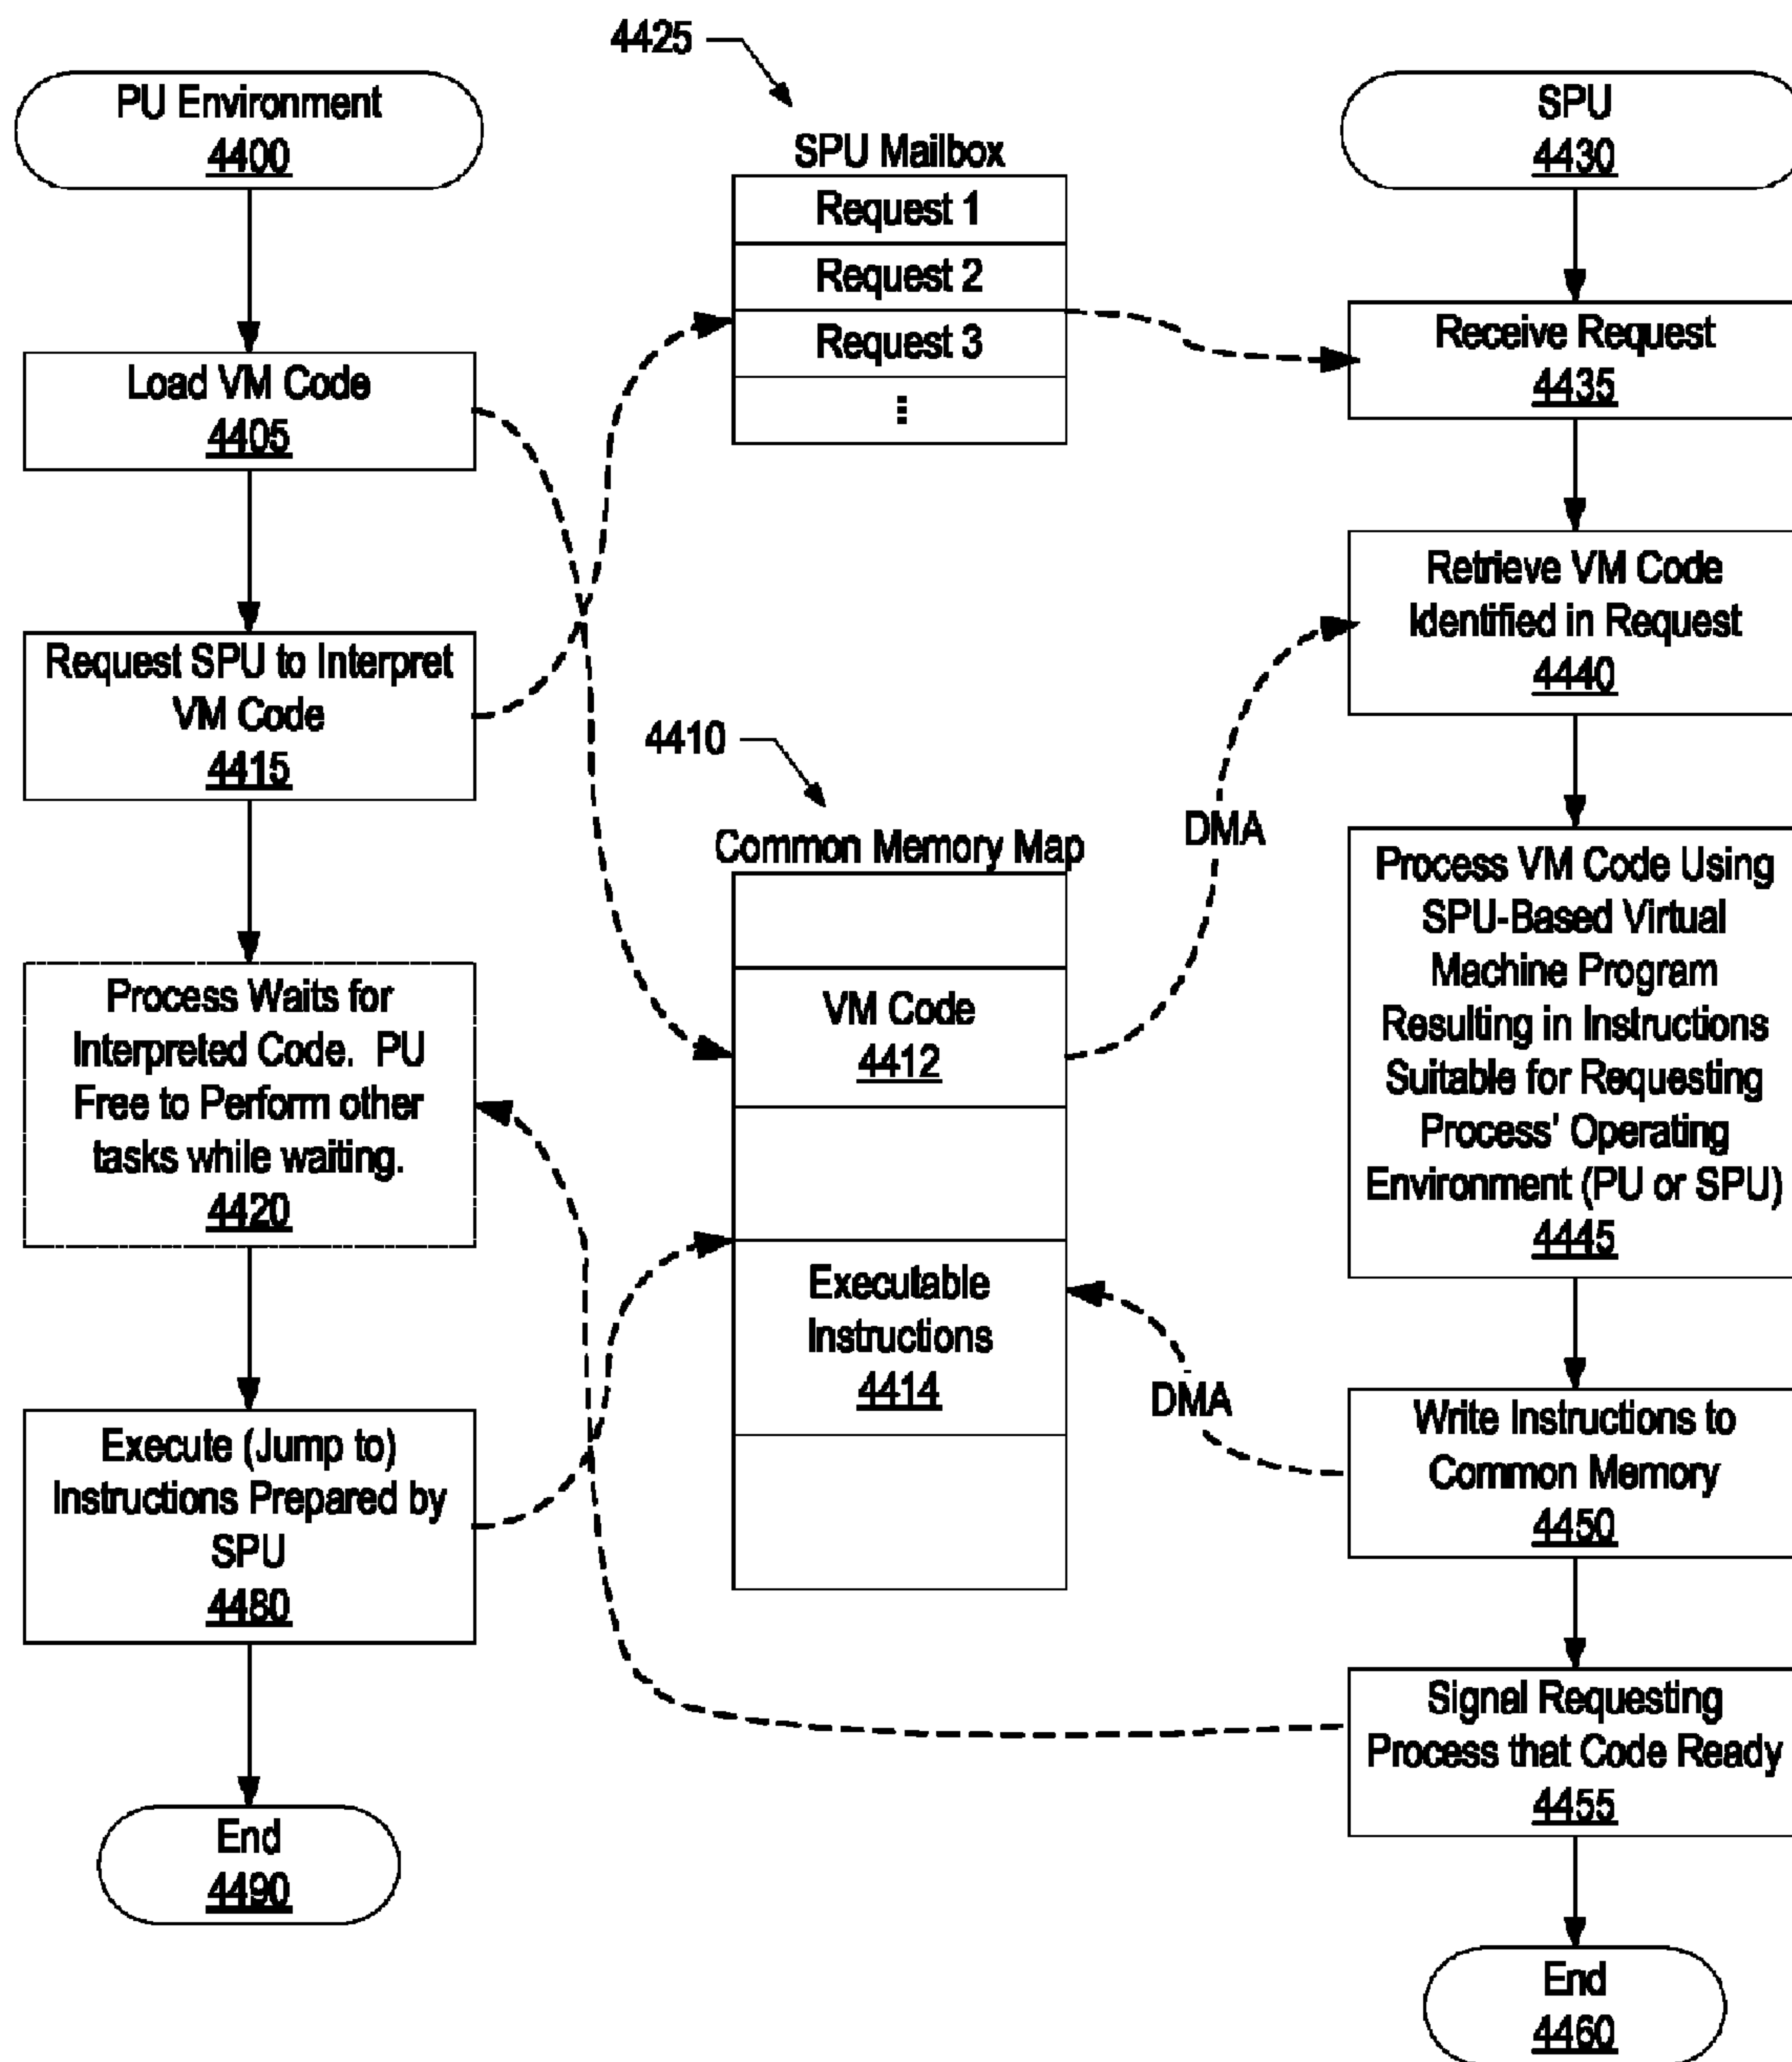 PU Environment
4400
Load VM Code
4405
Request SPU to Interpret
VM Code
4415
Process Waits for
Interpreted Code. PU
Free to Perform other
tasks while waiting.
4420
Execute (Jump to)
Instructions Prepared by
SPU
4480
End
4490
4425
SPU Mailbox
Request 1
Request 2
Request 3
⋮
4410
Common Memory Map
VM Code
4412
Executable
Instructions
4414
DMA
DMA
SPU
4430
Receive Request
4435
Retrieve VM Code
Identified in Request
4440
Process VM Code Using
SPU-Based Virtual
Machine Program
Resulting in Instructions
Suitable for Requesting
Process' Operating
Environment (PU or SPU)
4445
Write Instructions to
Common Memory
4450
Signal Requesting
Process that Code Ready
4455
End
4460